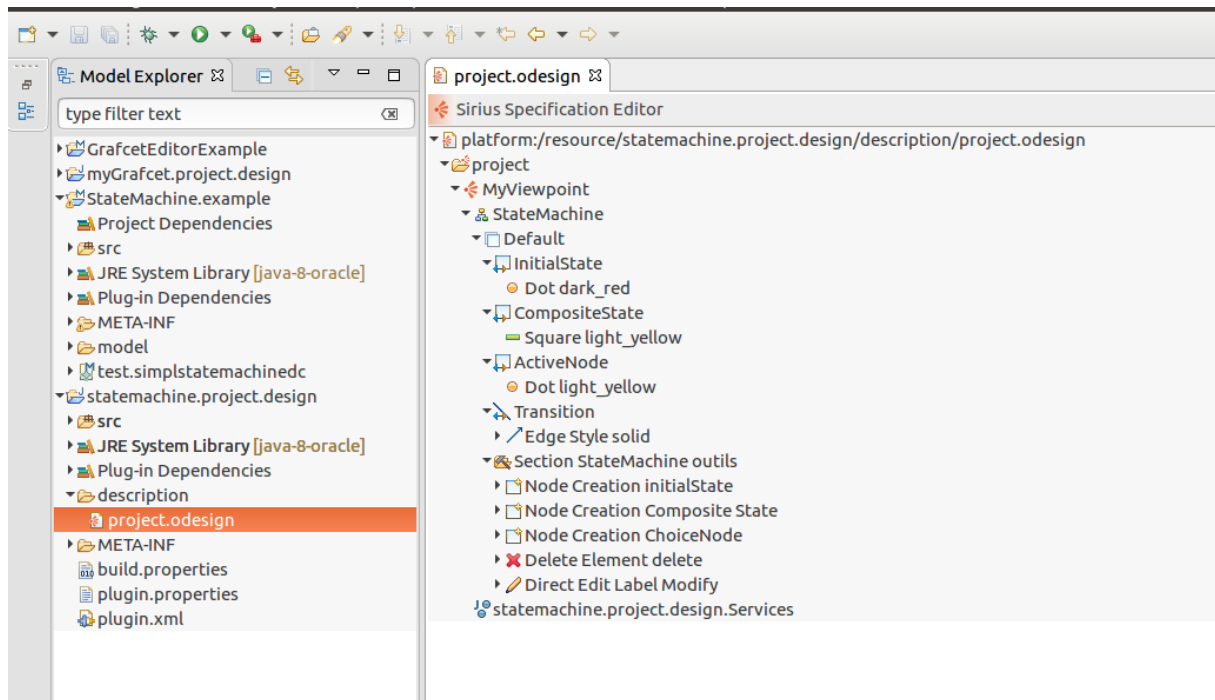 Model Explorer
type filter text
GrafcetEditorExample
myGrafcet.project.design
StateMachine.example
Project Dependencies
src
JRE System Library [java-8-oracle]
Plug-in Dependencies
META-INF
model
test.simplstatemachinedc
statemachine.project.design
src
JRE System Library [java-8-oracle]
Plug-in Dependencies
description
project.odesign
META-INF
build.properties
plugin.properties
plugin.xml
project.odesign
Sirius Specification Editor
platform:/resource/statemachine.project.design/description/project.odesign
project
MyViewpoint
StateMachine
Default
InitialState
Dot dark_red
CompositeState
Square light_yellow
ActiveNode
Dot light_yellow
Transition
Edge Style solid
Section StateMachine outils
Node Creation initialState
Node Creation Composite State
Node Creation ChoiceNode
Delete Element delete
Direct Edit Label Modify
statemachine.project.design.Services